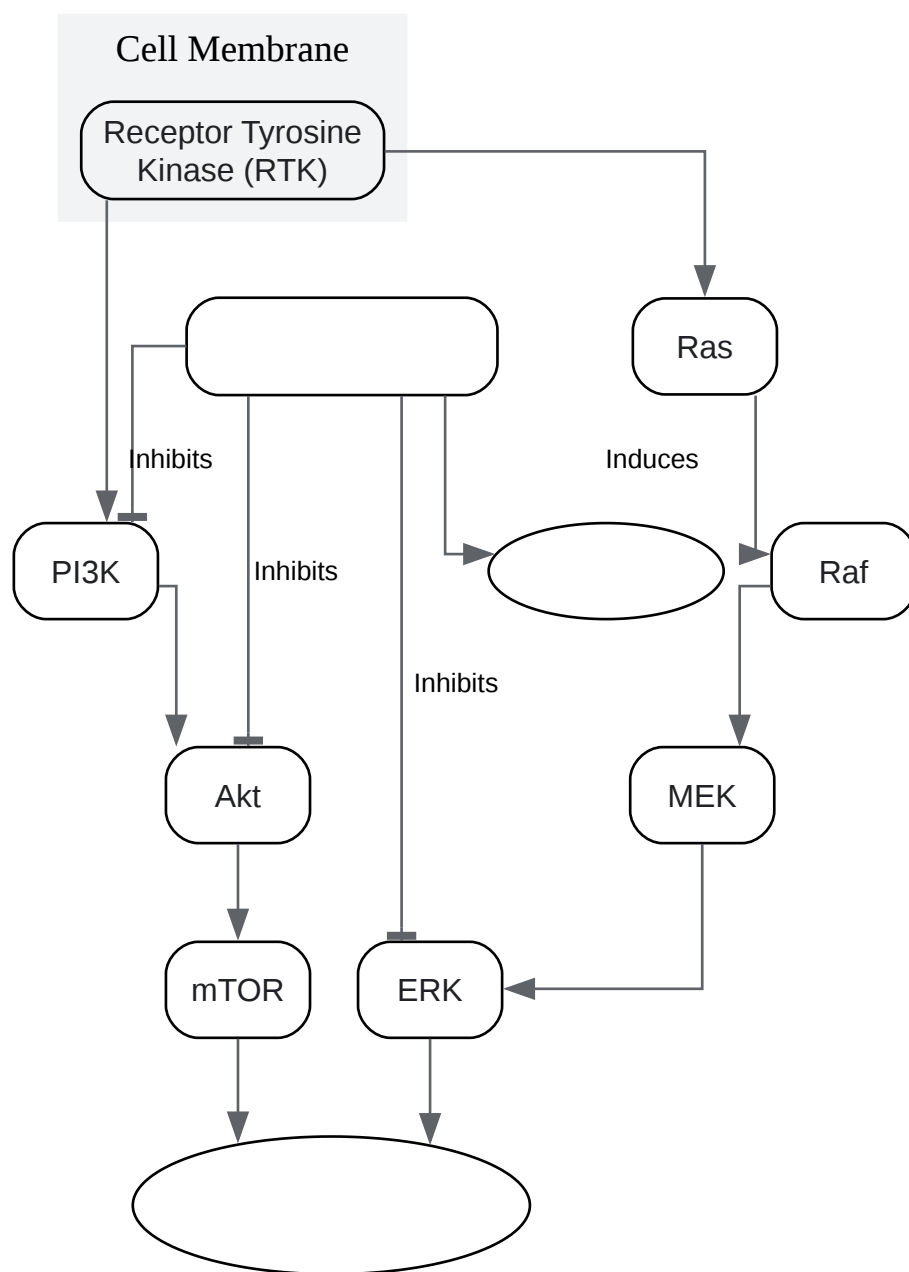 Cell Membrane
Receptor Tyrosine
Kinase (RTK)
Ras
Inhibits
Induces
PI3K
Inhibits
Raf
Inhibits
Akt
MEK
mTOR
ERK